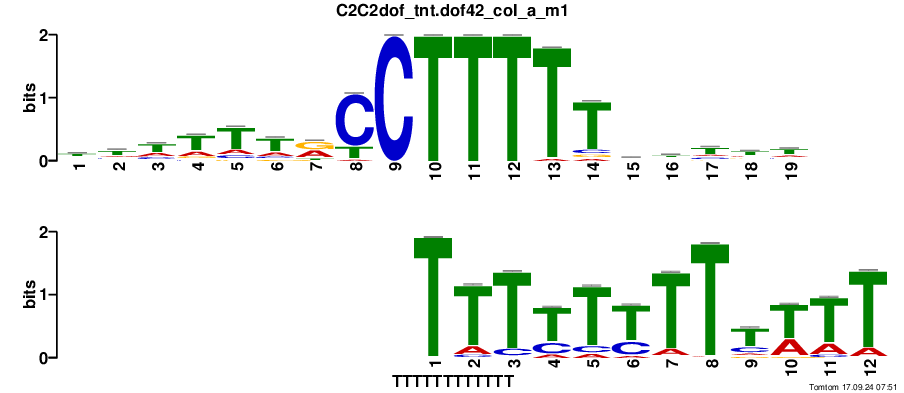 C2C2dof_tnt.dof42_col_a_m1
2
1
0
bits
C T C T T T T T
1 2 3 4 5 6 7 8 9 10 11 12 13 14 15 16 17 18 19
2
1
0
bits
T T T T T T T T T T T T
1 2 3 4 5 6 7 8 9 10 11 12
TTTTTTTTTTTT
Tomtom 17.09.24 07:51